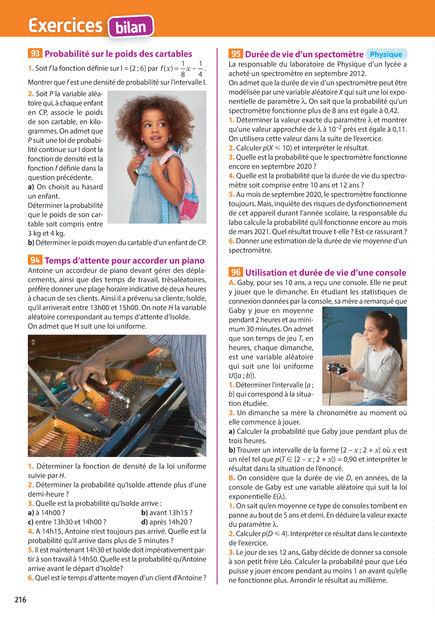 Exercices bilan
93 Probabilité sur le poids des cartables
1. Soit f la fonction définie sur I = [2 ; 6] par f(x) = 1/8 x − 1/4.
Montrer que f est une densité de probabilité sur l'intervalle I.
2. Soit P la variable aléa-
toire qui, à chaque enfant
en CP, associe le poids
de son cartable, en kilo-
grammes. On admet que
P suit une loi de probabi-
lité continue sur I dont la
fonction de densité est la
fonction f définie dans la
question précédente.
a) On choisit au hasard
un enfant.
Déterminer la probabilité
que le poids de son car-
table soit compris entre
3 kg et 4 kg.
b) Déterminer le poids moyen du cartable d'un enfant de CP.
94 Temps d'attente pour accorder un piano
Antoine un accordeur de piano devant gérer des dépla-
cements, ainsi que des temps de travail, très aléatoires,
préfère donner une plage horaire indicative de deux heures
à chacun de ses clients. Ainsi il a prévenu sa cliente, Isolde,
qu'il arriverait entre 13h00 et 15h00. On note H la variable
aléatoire correspondant au temps d'attente d'Isolde.
On admet que H suit une loi uniforme.
1. Déterminer la fonction de densité de la loi uniforme
suivie par H.
2. Déterminer la probabilité qu'Isolde attende plus d'une
demi-heure ?
3. Quelle est la probabilité qu'Isolde arrive :
a) à 14h00 ? b) avant 13h15 ?
c) entre 13h30 et 14h00 ? d) après 14h20 ?
4. A 14h15, Antoine n'est toujours pas arrivé. Quelle est la
probabilité qu'il arrive dans plus de 5 minutes ?
5. Il est maintenant 14h30 et Isolde doit impérativement par-
tir à son travail à 14h50. Quelle est la probabilité qu'Antoine
arrive avant le départ d'Isolde?
6. Quel est le temps d'attente moyen d'un client d'Antoine ?
95 Durée de vie d'un spectomètre Physique
La responsable du laboratoire de Physique d'un lycée a
acheté un spectromètre en septembre 2012.
On admet que la durée de vie d'un spectromètre peut être
modélisée par une variable aléatoire X qui suit une loi expo-
nentielle de paramètre λ. On sait que la probabilité qu'un
spectromètre fonctionne plus de 8 ans est égale à 0,42.
1. Déterminer la valeur exacte du paramètre λ et montrer
qu'une valeur approchée de λ à 10⁻² près est égale à 0,11.
On utilisera cette valeur dans la suite de l'exercice.
2. Calculer p(X ⩽ 10) et interpréter le résultat.
3. Quelle est la probabilité que le spectromètre fonctionne
encore en septembre 2020 ?
4. Quelle est la probabilité que la durée de vie du spectro-
mètre soit comprise entre 10 ans et 12 ans ?
5. Au mois de septembre 2020, le spectromètre fonctionne
toujours. Mais, inquiète des risques de dysfonctionnement
de cet appareil durant l'année scolaire, la responsable du
labo calcule la probabilité qu'il fonctionne encore au mois
de mars 2021. Quel résultat trouve t-elle ? Est-ce rassurant ?
6. Donner une estimation de la durée de vie moyenne d'un
spectromètre.
96 Utilisation et durée de vie d'une console
A. Gaby, pour ses 10 ans, a reçu une console. Elle ne peut
y jouer que le dimanche. En étudiant les statistiques de
connexion données par la console, sa mère a remarqué que
Gaby y joue en moyenne
pendant 2 heures et au mini-
mum 30 minutes. On admet
que son temps de jeu T, en
heures, chaque dimanche,
est une variable aléatoire
qui suit une loi uniforme
U([a ; b]).
1. Déterminer l'intervalle [a ;
b] qui correspond à la situa-
tion étudiée.
2. Un dimanche sa mère la chronomètre au moment où
elle commence à jouer.
a) Calculer la probabilité que Gaby joue pendant plus de
trois heures.
b) Trouver un intervalle de la forme [2 – x ; 2 + x] où x est
un réel tel que p(T ∈ [2 – x ; 2 + x]) = 0,90 et interpréter le
résultat dans la situation de l'énoncé.
B. On considère que la durée de vie D, en années, de la
console de Gaby est une variable aléatoire qui suit la loi
exponentielle E(λ).
1. On sait qu'en moyenne ce type de consoles tombent en
panne au bout de 5 ans et demi. En déduire la valeur exacte
du paramètre λ.
2. Calculer p(D ⩽ 4). Interpréter ce résultat dans le contexte
de l'exercice.
3. Le jour de ses 12 ans, Gaby décide de donner sa console
à son petit frère Léo. Calculer la probabilité pour que Léo
puisse y jouer encore pendant au moins 1 an avant qu'elle
ne fonctionne plus. Arrondir le résultat au millième.
216